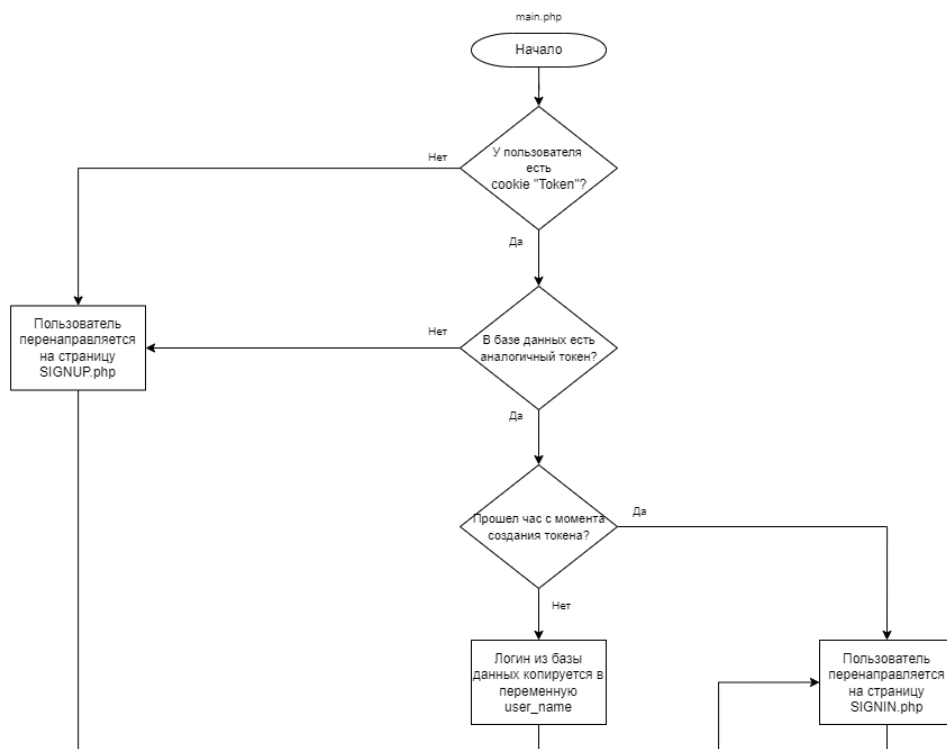 main.php
Начало
У пользователя
есть
cookie "Token"?
Нет
Да
Пользователь
перенаправляется
на страницу
SIGNUP.php
Нет
В базе данных есть
аналогичный токен?
Да
Прошел час с момента
создания токена?
Да
Нет
Логин из базы
данных копируется в
переменную
user_name
Пользователь
перенаправляется
на страницу
SIGNIN.php